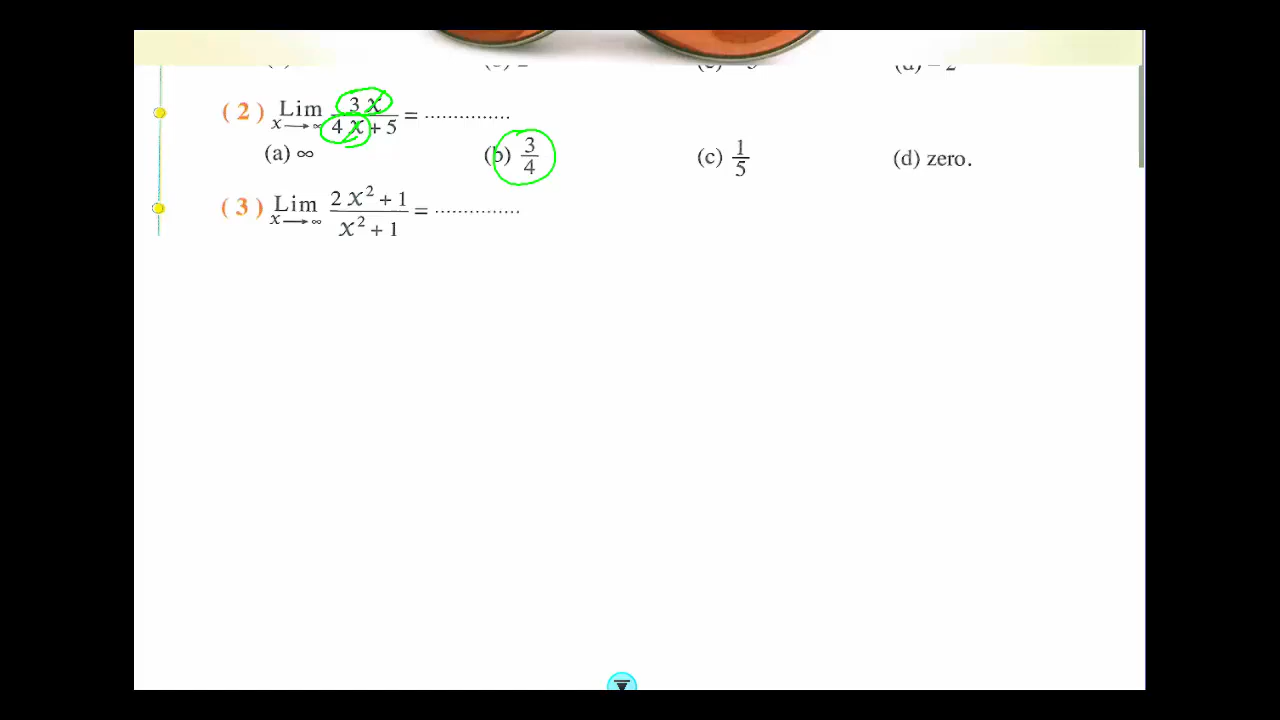 ( 2 ) Lim x→∞ 3x / 4x + 5 = ..............
(a) ∞ (b) 3/4 (c) 1/5 (d) zero.
( 3 ) Lim x→∞ 2x² + 1 / x² + 1 = ..............